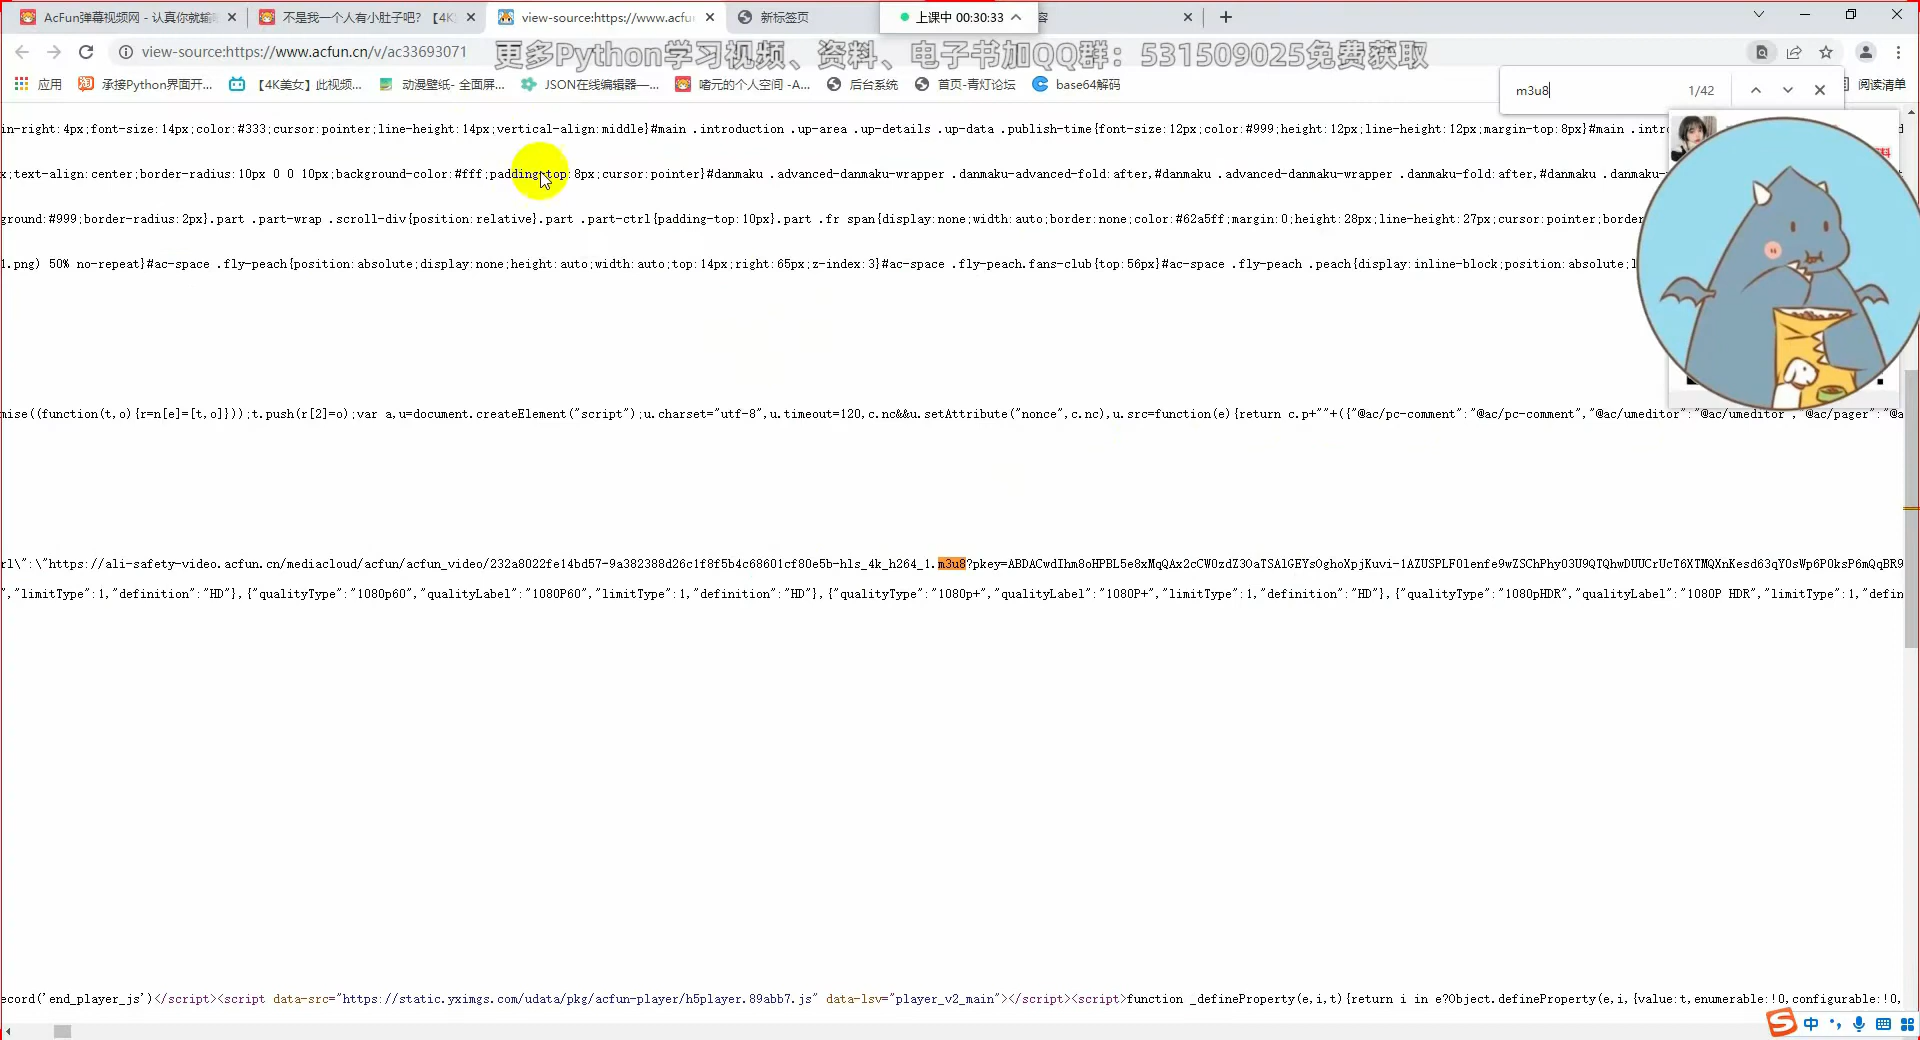 AcFun弹幕视频网 - 认真你就输
不是我一个人有小肚子吧？【4K
view-source:https://www.acfu
新标签页
上课中 00:30:33
容
view-source:https://www.acfun.cn/v/ac33693071
更多Python学习视频、资料、电子书加QQ群：531509025免费获取
应用
承接Python界面开...
【4K美女】此视频...
动漫壁纸- 全面屏...
JSON在线编辑器—...
啫元的个人空间 -A...
后台系统
首页-青灯论坛
base64解码
阅读清单
m3u8
1/42
in-right:4px;font-size:14px;color:#333;cursor:pointer;line-height:14px;vertical-align:middle}#main .introduction .up-area .up-details .up-data .publish-time{font-size:12px;color:#999;height:12px;line-height:12px;margin-top:8px}#main .intro
x;text-align:center;border-radius:10px 0 0 10px;background-color:#fff;padding-top:8px;cursor:pointer}#danmaku .advanced-danmaku-wrapper .danmaku-advanced-fold:after,#danmaku .advanced-danmaku-wrapper .danmaku-fold:after,#danmaku .danmaku-
ground:#999;border-radius:2px}.part .part-wrap .scroll-div{position:relative}.part .part-ctrl{padding-top:10px}.part .fr span{display:none;width:auto;border:none;color:#62a5ff;margin:0;height:28px;line-height:27px;cursor:pointer;border
1.png) 50% no-repeat}#ac-space .fly-peach{position:absolute;display:none;height:auto;width:auto;top:14px;right:65px;z-index:3}#ac-space .fly-peach.fans-club{top:56px}#ac-space .fly-peach .peach{display:inline-block;position:absolute;l
mise((function(t,o){r=n[e]=[t,o]}));t.push(r[2]=o);var a,u=document.createElement("script");u.charset="utf-8",u.timeout=120,c.nc&&u.setAttribute("nonce",c.nc),u.src=function(e){return c.p+""+({"@ac/pc-comment":"@ac/pc-comment","@ac/umeditor":"@ac/umeditor","@ac/pager":"@a
rl\":\"https://ali-safety-video.acfun.cn/mediacloud/acfun/acfun_video/232a8022fe14bd57-9a382388d26c1f8f5b4c68601cf80e5b-hls_4k_h264_1.m3u8?pkey=ABDACwdIhm8oHPBL5e8xMqQAx2cCWOzdZ3OaTSAlGEYsOghoXpjKuvi-1AZUSPLFOlenfe9wZSChPhyO3U9QTQhwDUUCrUcT6XTMQXnKesd63qYOsWp6POksP6mQqBR9
","limitType":1,"definition":"HD"},{"qualityType":"1080p60","qualityLabel":"1080P60","limitType":1,"definition":"HD"},{"qualityType":"1080p+","qualityLabel":"1080P+","limitType":1,"definition":"HD"},{"qualityType":"1080pHDR","qualityLabel":"1080P HDR","limitType":1,"defin
ecord('end_player_js')</script><script data-src="https://static.yximgs.com/udata/pkg/acfun-player/h5player.89abb7.js" data-lsv="player_v2_main"></script><script>function _defineProperty(e,i,t){return i in e?Object.defineProperty(e,i,{value:t,enumerable:!0,configurable:!0,
中